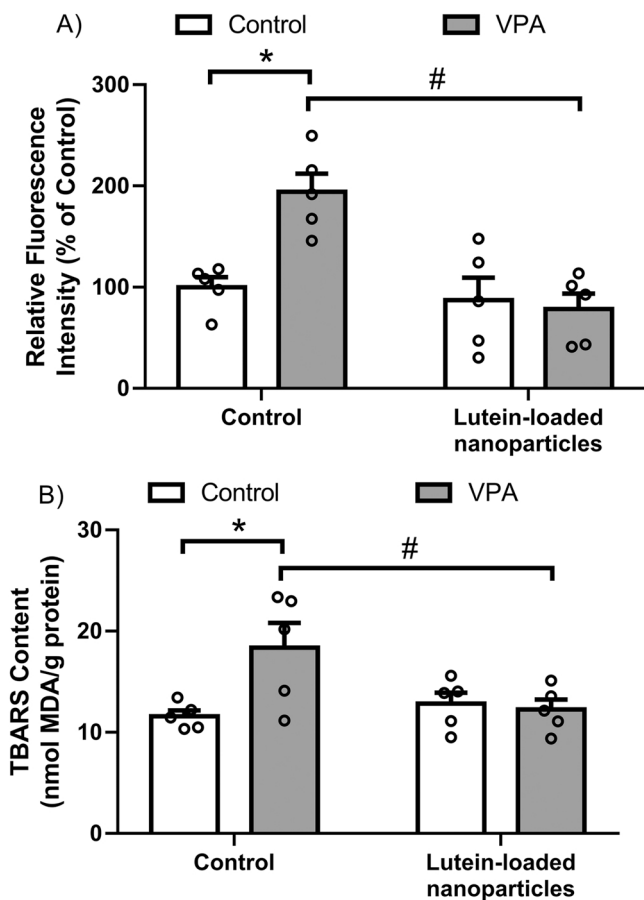 A)
Control
VPA
*
#
300
200
100
0
Relative Fluorescence
Intensity (% of Control)
Control
Lutein-loaded
nanoparticles
B)
Control
VPA
*
#
30
20
10
0
TBARS Content
(nmol MDA/g protein)
Control
Lutein-loaded
nanoparticles